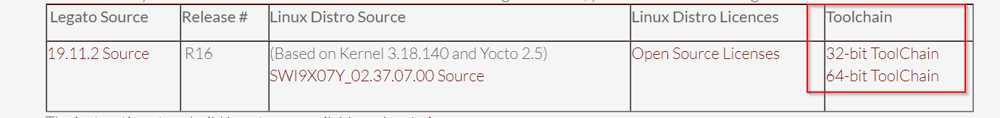 Legato Source Release # Linux Distro Source Linux Distro Licences Toolchain
19.11.2 Source R16 (Based on Kernel 3.18.140 and Yocto 2.5) Open Source Licenses 32-bit ToolChain
SWI9X07Y_02.37.07.00 Source 64-bit ToolChain